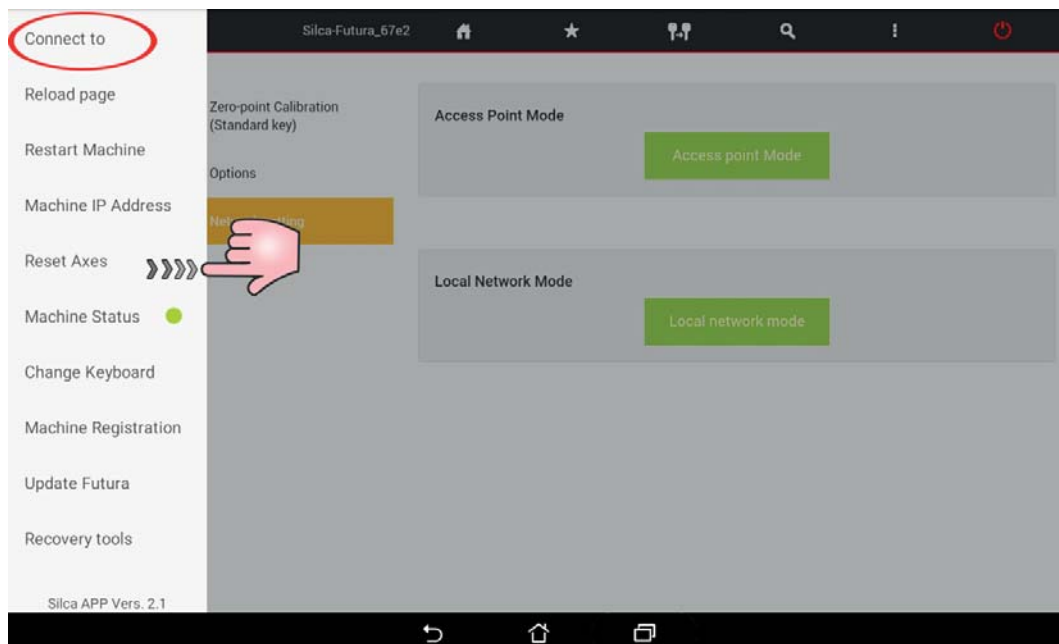 Connect to
Reload page
Restart Machine
Machine IP Address
Reset Axes
Machine Status
Change Keyboard
Machine Registration
Update Futura
Recovery tools
Silca APP Vers. 2.1
Silca-Futura_67e2
Zero-point Calibration
(Standard key)
Options
Access Point Mode
Access point Mode
Local Network Mode
Local network mode